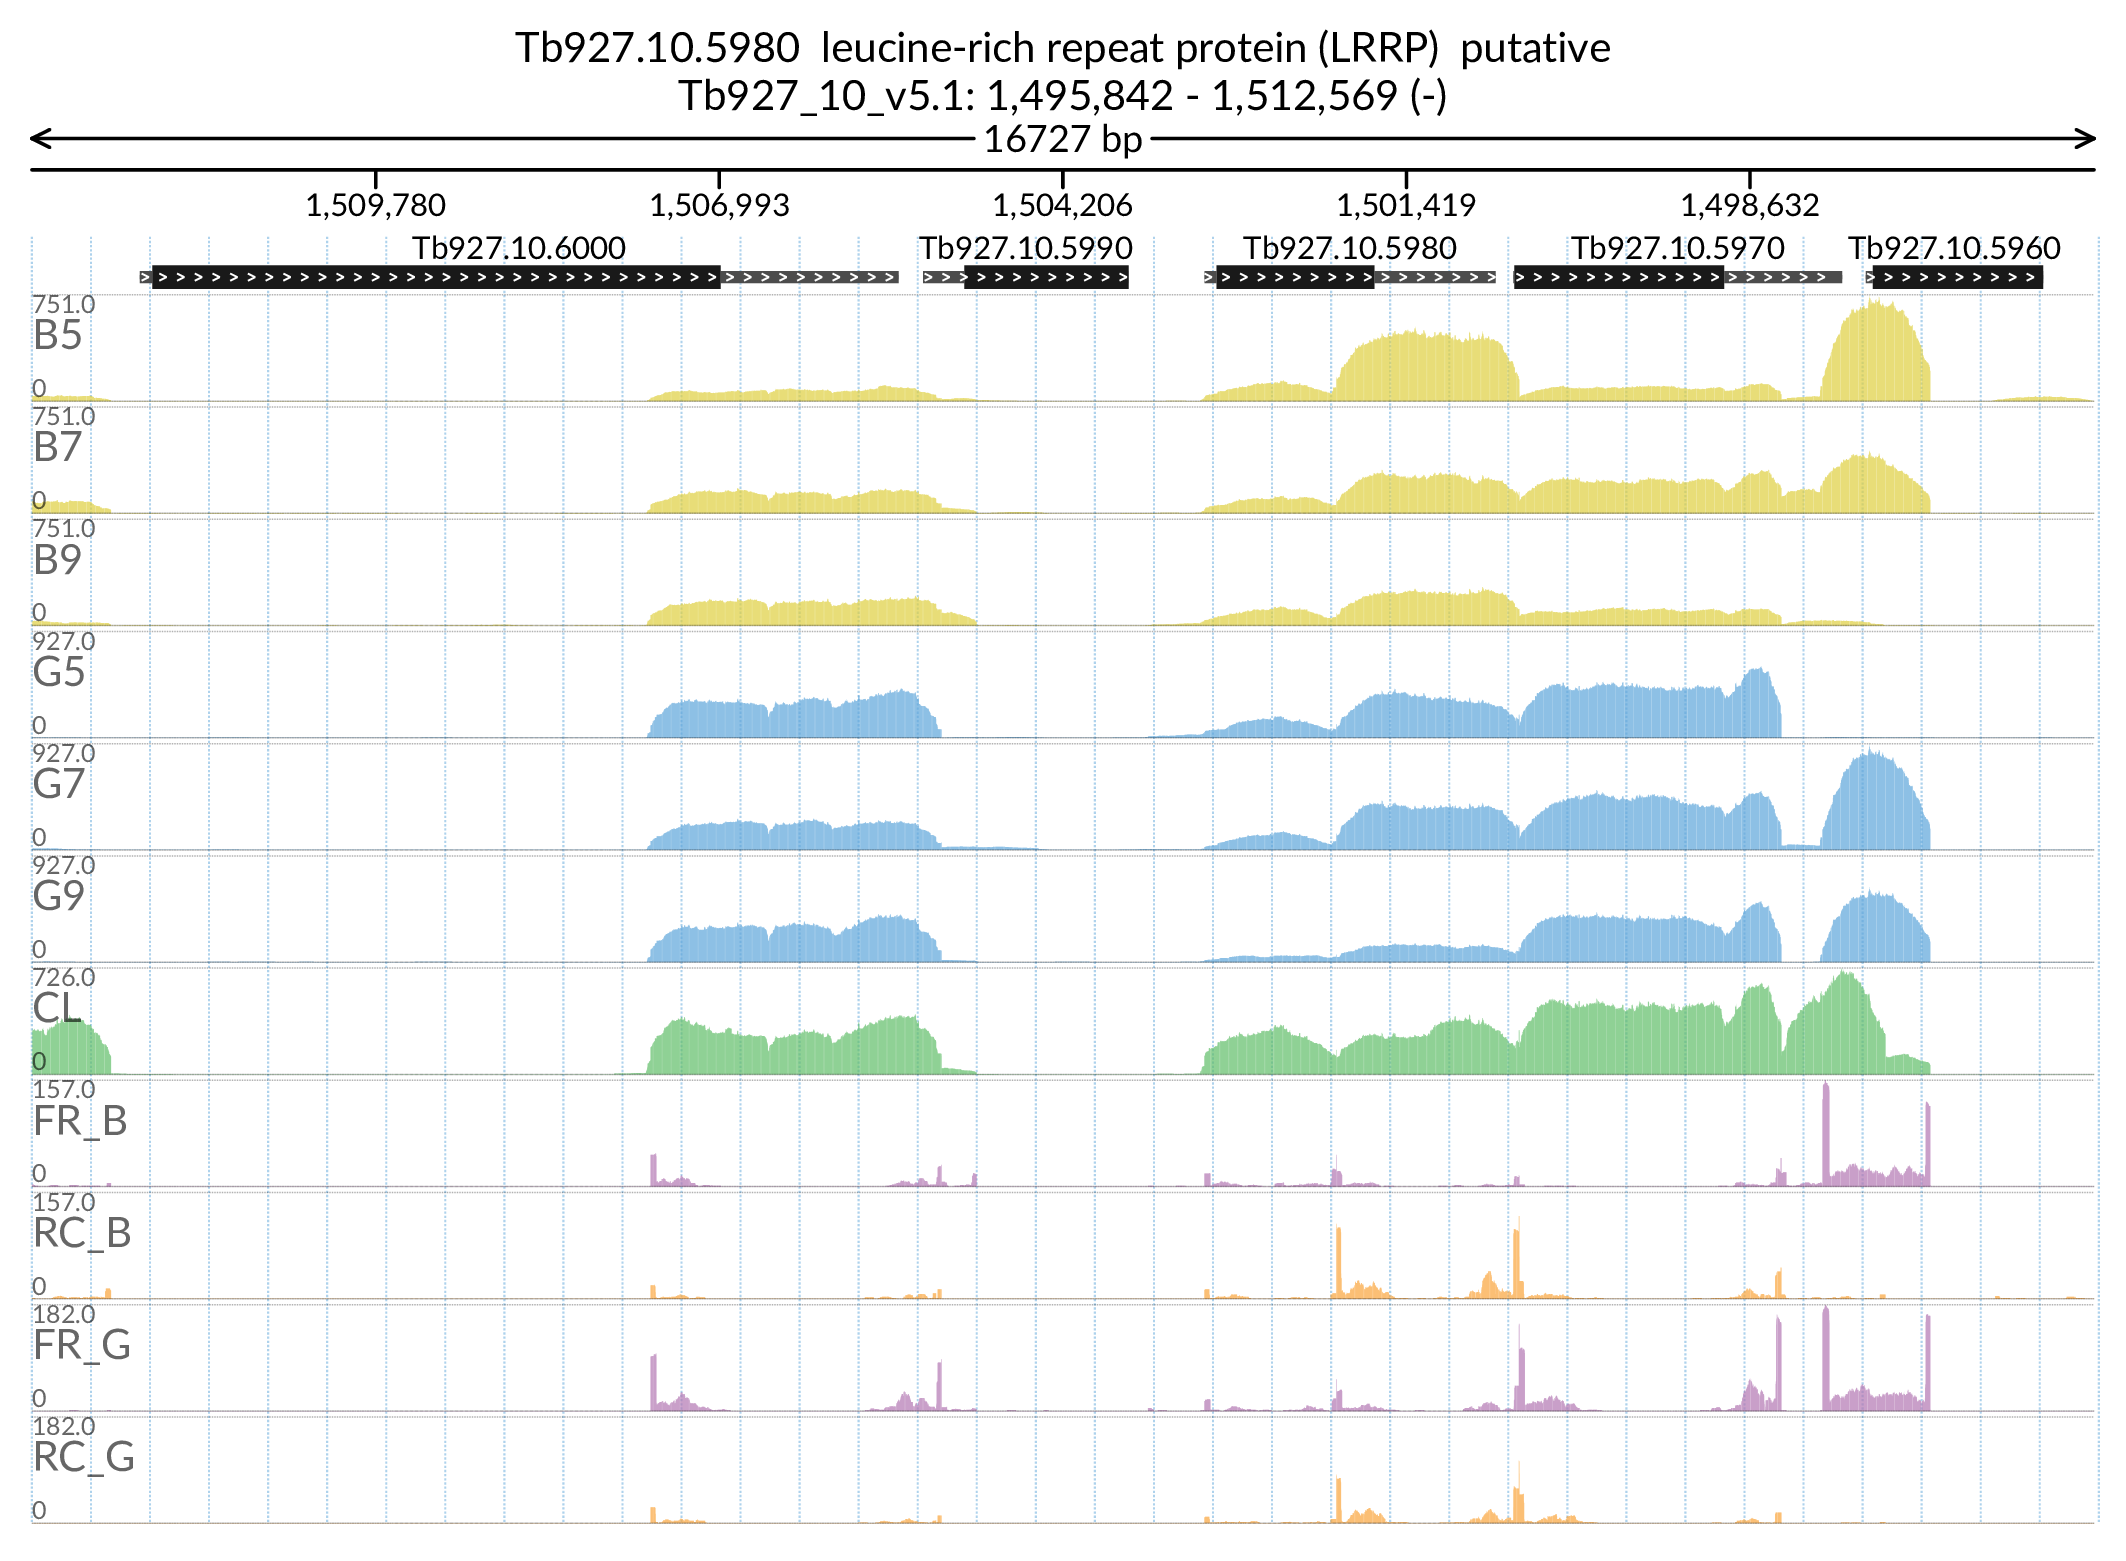 Tb927.10.5980 leucine-rich repeat protein (LRRP) putative
Tb927_10_v5.1: 1,495,842 - 1,512,569 (-)
16727 bp
1,509,780 1,506,993 1,504,206 1,501,419 1,498,632
Tb927.10.6000 Tb927.10.5990 Tb927.10.5980 Tb927.10.5970 Tb927.10.5960
751.0
B5
0
751.0
B7
0
751.0
B9
0
927.0
G5
0
927.0
G7
0
927.0
G9
0
726.0
CL
0
157.0
FR_B
0
157.0
RC_B
0
182.0
FR_G
0
182.0
RC_G
0